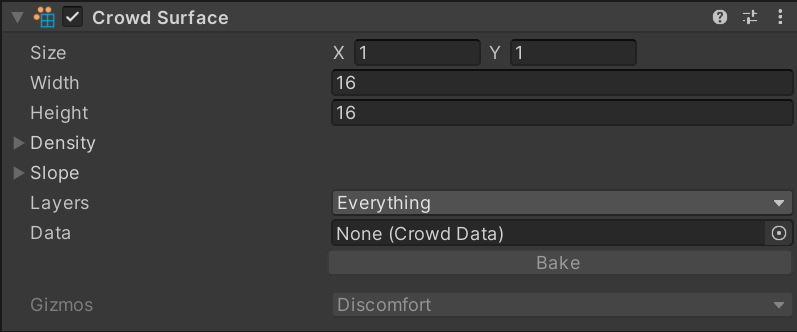 Crowd Surface
Size X 1 Y 1
Width 16
Height 16
Density
Slope
Layers Everything
Data None (Crowd Data)
Bake
Gizmos Discomfort